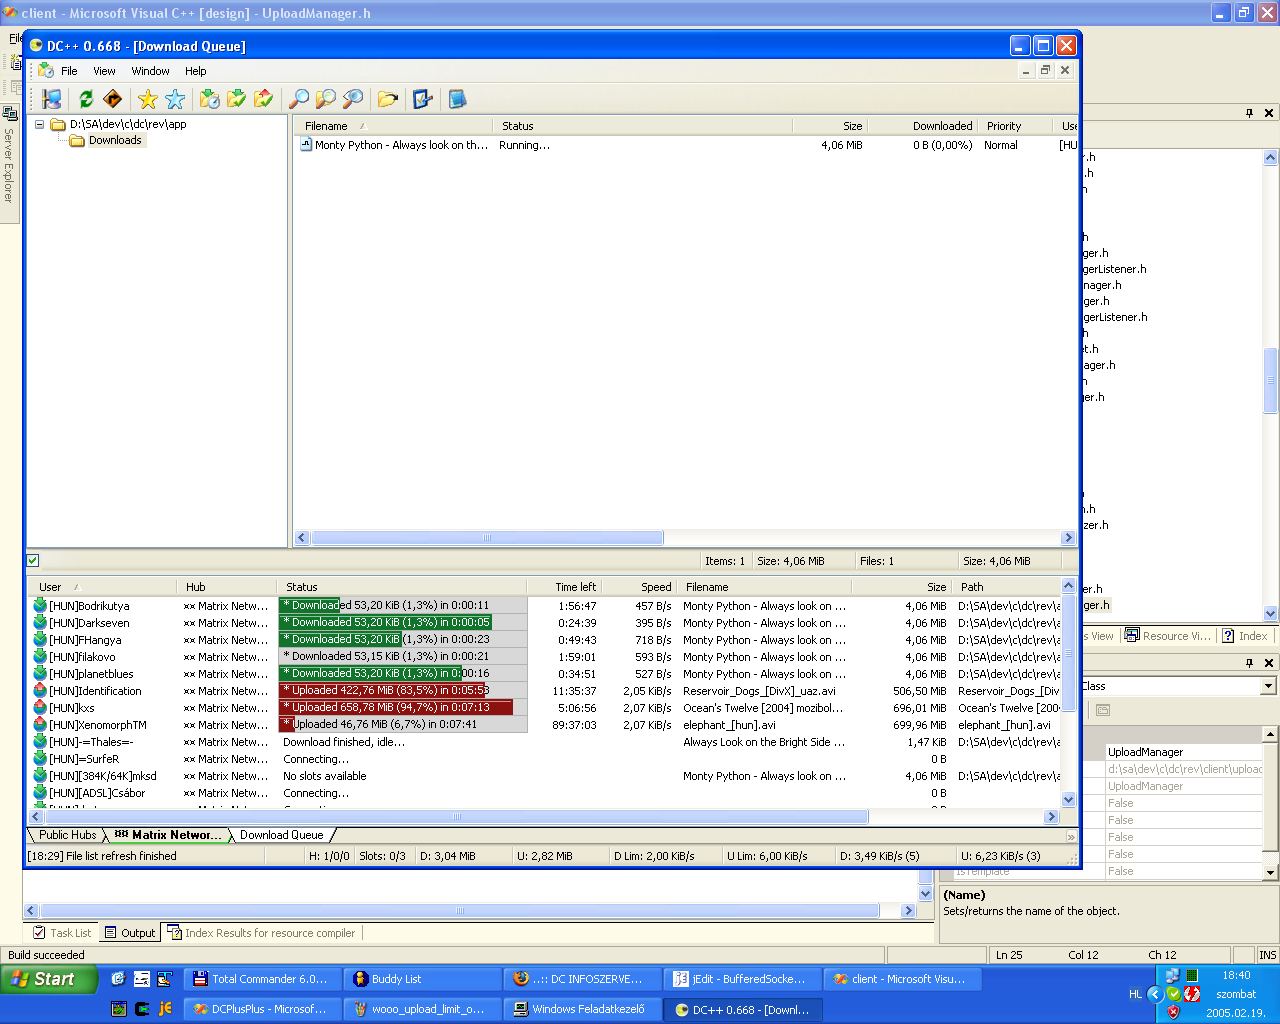 client - Microsoft Visual C++ [design] - UploadManager.h
DC++ 0.668 - [Download Queue]
File View Window Help
Server Explorer
D:\SA\dev\c\dc\rev\app
Downloads
Filename Status Size Downloaded Priority Use
Monty Python - Always look on th... Running... 4,06 MiB 0 B (0,00%) Normal [HU
Items: 1 Size: 4,06 MiB Files: 1 Size: 4,06 MiB
User Hub Status Time left Speed Filename Size Path
[HUN]Bodrikutya ×× Matrix Netw... * Downloaded 53,20 KiB (1,3%) in 0:00:11 1:56:47 457 B/s Monty Python - Always look on ... 4,06 MiB D:\SA\dev\c\dc\rev\a
[HUN]Darkseven ×× Matrix Netw... * Downloaded 53,20 KiB (1,3%) in 0:00:05 0:24:39 395 B/s Monty Python - Always look on ... 4,06 MiB D:\SA\dev\c\dc\rev\a
[HUN]FHangya ×× Matrix Netw... * Downloaded 53,20 KiB (1,3%) in 0:00:23 0:49:43 718 B/s Monty Python - Always look on ... 4,06 MiB D:\SA\dev\c\dc\rev\a
[HUN]filakovo ×× Matrix Netw... * Downloaded 53,15 KiB (1,3%) in 0:00:21 1:59:01 593 B/s Monty Python - Always look on ... 4,06 MiB D:\SA\dev\c\dc\rev\a
[HUN]planetblues ×× Matrix Netw... * Downloaded 53,20 KiB (1,3%) in 0:00:16 0:34:51 527 B/s Monty Python - Always look on ... 4,06 MiB D:\SA\dev\c\dc\rev\a
[HUN]Identification ×× Matrix Netw... * Uploaded 422,76 MiB (83,5%) in 0:05:53 11:35:37 2,05 KiB/s Reservoir_Dogs_[DivX]_uaz.avi 506,50 MiB Reservoir_Dogs_[Div
[HUN]kxs ×× Matrix Netw... * Uploaded 658,78 MiB (94,7%) in 0:07:13 5:06:56 2,07 KiB/s Ocean's Twelve [2004] mozibol... 696,01 MiB Ocean's Twelve [200
[HUN]XenomorphTM ×× Matrix Netw... * Uploaded 46,76 MiB (6,7%) in 0:07:41 89:37:03 2,07 KiB/s elephant_[hun].avi 699,96 MiB elephant_[hun].avi
[HUN]-=Thales=- ×× Matrix Netw... Download finished, idle... Always Look on the Bright Side ... 1,47 KiB D:\SA\dev\c\dc\rev\a
[HUN]=SurfeR ×× Matrix Netw... Connecting... 0 B
[HUN][384K/64K]mksd ×× Matrix Netw... No slots available Monty Python - Always look on ... 4,06 MiB D:\SA\dev\c\dc\rev\a
[HUN][ADSL]Csábor ×× Matrix Netw... Connecting... 0 B
Public Hubs Matrix Networ... Download Queue
[18:29] File list refresh finished H: 1/0/0 Slots: 0/3 D: 3,04 MiB U: 2,82 MiB D Lim: 2,00 KiB/s U Lim: 6,00 KiB/s D: 3,49 KiB/s (5) U: 6,23 KiB/s (3)
ger.h
gerListener.h
nager.h
ager.h
gerListener.h
et.h
ager.h
ger.h
n.h
zer.h
er.h
ager.h
s View Resource Vi... Index
Class
UploadManager
d:\sa\dev\c\dc\rev\client\upload
UploadManager
False
False
False
False
IsTemplate False
(Name)
Sets/returns the name of the object.
Task List Output Index Results for resource compiler
Build succeeded Ln 25 Col 12 Ch 12 INS
Start
Total Commander 6.0... Buddy List ..:: DC INFOSZERVE... jEdit - BufferedSocke... client - Microsoft Visu...
DCPlusPlus - Microsof... wooo_upload_limit_o... Windows Feladatkezelő DC++ 0.668 - [Downl...
HL
18:40
szombat
2005.02.19.